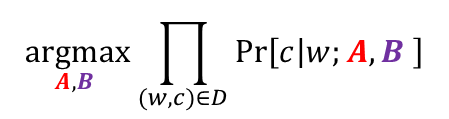 argmax ∏ Pr[c|w; A, B ]
A,B (w,c)∈D